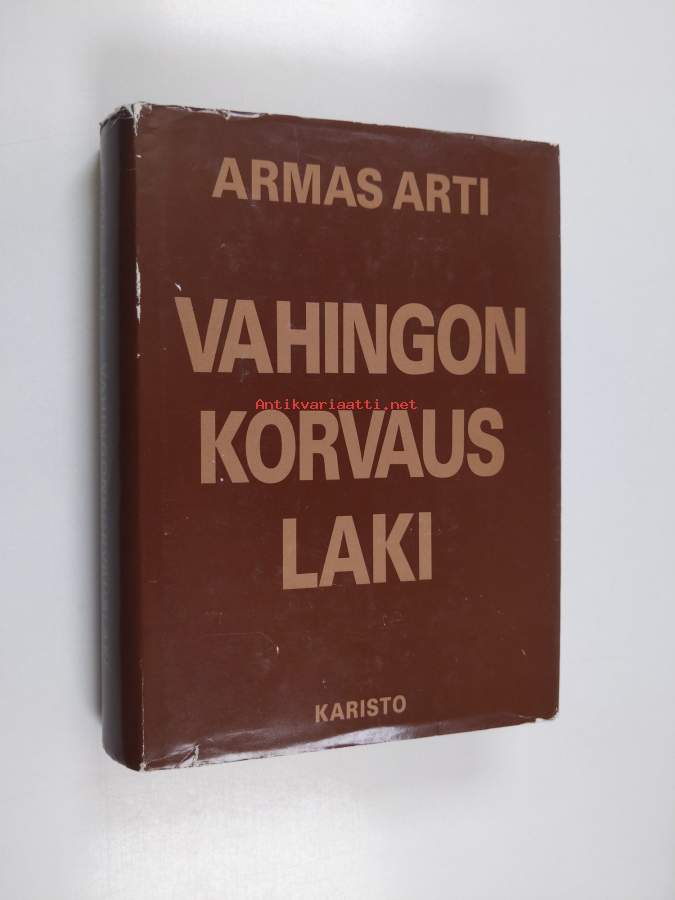 ARMAS ARTI
VAHINGON
Antikvariaatti.net
KORVAUS
LAKI
KARISTO